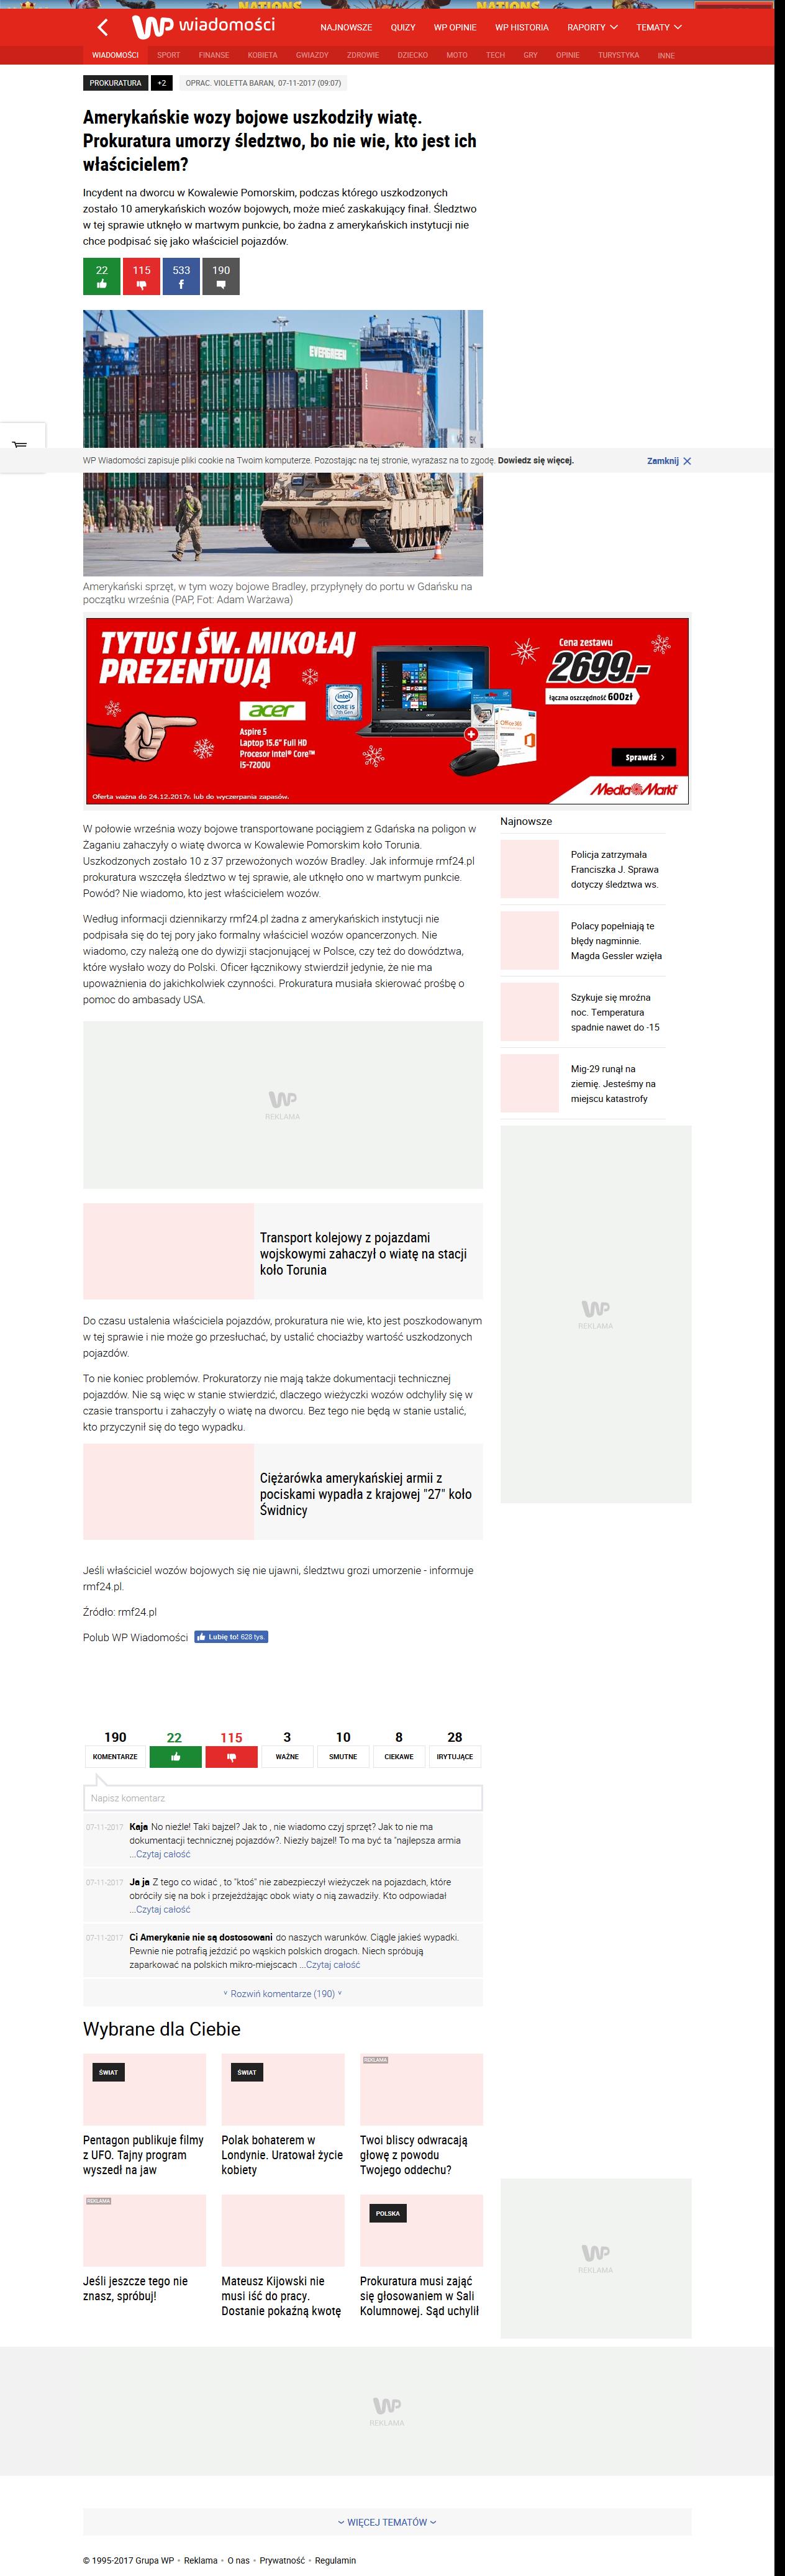 NATIONS NATIONS
WP wiadomości
NAJNOWSZE QUIZY WP OPINIE WP HISTORIA RAPORTY TEMATY
WIADOMOŚCI SPORT FINANSE KOBIETA GWIAZDY ZDROWIE DZIECKO MOTO TECH GRY OPINIE TURYSTYKA INNE
PROKURATURA +2 OPRAC. VIOLETTA BARAN, 07-11-2017 (09:07)
Amerykańskie wozy bojowe uszkodziły wiatę.
Prokuratura umorzy śledztwo, bo nie wie, kto jest ich
właścicielem?
Incydent na dworcu w Kowalewie Pomorskim, podczas którego uszkodzonych
zostało 10 amerykańskich wozów bojowych, może mieć zaskakujący finał. Śledztwo
w tej sprawie utknęło w martwym punkcie, bo żadna z amerykańskich instytucji nie
chce podpisać się jako właściciel pojazdów.
22 115 533 190
f
EVERGREEN
WP Wiadomości zapisuje pliki cookie na Twoim komputerze. Pozostając na tej stronie, wyrażasz na to zgodę. Dowiedz się więcej. Zamknij
Amerykański sprzęt, w tym wozy bojowe Bradley, przypłynęły do portu w Gdańsku na
początku września (PAP, Fot: Adam Warżawa)
TYTUS I ŚW. MIKOŁAJ
PREZENTUJĄ
Cena zestawu
2699.-
łączna oszczędność 600zł
intel
CORE i5
7th Gen
acer
Aspire 5
Laptop 15.6" Full HD
Procesor Intel® Core™
i5-7200U
Office 365
Sprawdź
Oferta ważna do 24.12.2017r. lub do wyczerpania zapasów.
Media Markt
Najnowsze
Policja zatrzymała
Franciszka J. Sprawa
dotyczy śledztwa ws.
Polacy popełniają te
błędy nagminnie.
Magda Gessler wzięła
Szykuje się mroźna
noc. Temperatura
spadnie nawet do -15
Mig-29 runął na
ziemię. Jesteśmy na
miejscu katastrofy
WP
REKLAMA
W połowie września wozy bojowe transportowane pociągiem z Gdańska na poligon w
Żaganiu zahaczyły o wiatę dworca w Kowalewie Pomorskim koło Torunia.
Uszkodzonych zostało 10 z 37 przewożonych wozów Bradley. Jak informuje rmf24.pl
prokuratura wszczęła śledztwo w tej sprawie, ale utknęło ono w martwym punkcie.
Powód? Nie wiadomo, kto jest właścicielem wozów.
Według informacji dziennikarzy rmf24.pl żadna z amerykańskich instytucji nie
podpisała się do tej pory jako formalny właściciel wozów opancerzonych. Nie
wiadomo, czy należą one do dywizji stacjonującej w Polsce, czy też do dowództwa,
które wysłało wozy do Polski. Oficer łącznikowy stwierdził jedynie, że nie ma
upoważnienia do jakichkolwiek czynności. Prokuratura musiała skierować prośbę o
pomoc do ambasady USA.
WP
REKLAMA
Transport kolejowy z pojazdami
wojskowymi zahaczył o wiatę na stacji
koło Torunia
Do czasu ustalenia właściciela pojazdów, prokuratura nie wie, kto jest poszkodowanym
w tej sprawie i nie może go przesłuchać, by ustalić chociażby wartość uszkodzonych
pojazdów.
To nie koniec problemów. Prokuratorzy nie mają także dokumentacji technicznej
pojazdów. Nie są więc w stanie stwierdzić, dlaczego wieżyczki wozów odchyliły się w
czasie transportu i zahaczyły o wiatę na dworcu. Bez tego nie będą w stanie ustalić,
kto przyczynił się do tego wypadku.
Ciężarówka amerykańskiej armii z
pociskami wypadła z krajowej "27" koło
Świdnicy
Jeśli właściciel wozów bojowych się nie ujawni, śledztwu grozi umorzenie - informuje
rmf24.pl.
Źródło: rmf24.pl
Polub WP Wiadomości Lubię to! 628 tys.
190 22 115 3 10 8 28
KOMENTARZE WAŻNE SMUTNE CIEKAWE IRYTUJĄCE
Napisz komentarz
07-11-2017 Kaja No nieźle! Taki bajzel? Jak to , nie wiadomo czyj sprzęt? Jak to nie ma
dokumentacji technicznej pojazdów?. Niezły bajzel! To ma być ta "najlepsza armia
...Czytaj całość
07-11-2017 Ja ja Z tego co widać , to "ktoś" nie zabezpieczył wieżyczek na pojazdach, które
obróciły się na bok i przejeżdżając obok wiaty o nią zawadziły. Kto odpowiadał
...Czytaj całość
07-11-2017 Ci Amerykanie nie są dostosowani do naszych warunków. Ciągle jakieś wypadki.
Pewnie nie potrafią jeździć po wąskich polskich drogach. Niech spróbują
zaparkować na polskich mikro-miejscach ...Czytaj całość
Rozwiń komentarze (190)
Wybrane dla Ciebie
ŚWIAT
Pentagon publikuje filmy
z UFO. Tajny program
wyszedł na jaw
ŚWIAT
Polak bohaterem w
Londynie. Uratował życie
kobiety
REKLAMA
Twoi bliscy odwracają
głowę z powodu
Twojego oddechu?
REKLAMA
Jeśli jeszcze tego nie
znasz, spróbuj!
Mateusz Kijowski nie
musi iść do pracy.
Dostanie pokaźną kwotę
POLSKA
Prokuratura musi zająć
się głosowaniem w Sali
Kolumnowej. Sąd uchylił
WP
REKLAMA
WP
REKLAMA
WIĘCEJ TEMATÓW
© 1995-2017 Grupa WP • Reklama • O nas • Prywatność • Regulamin